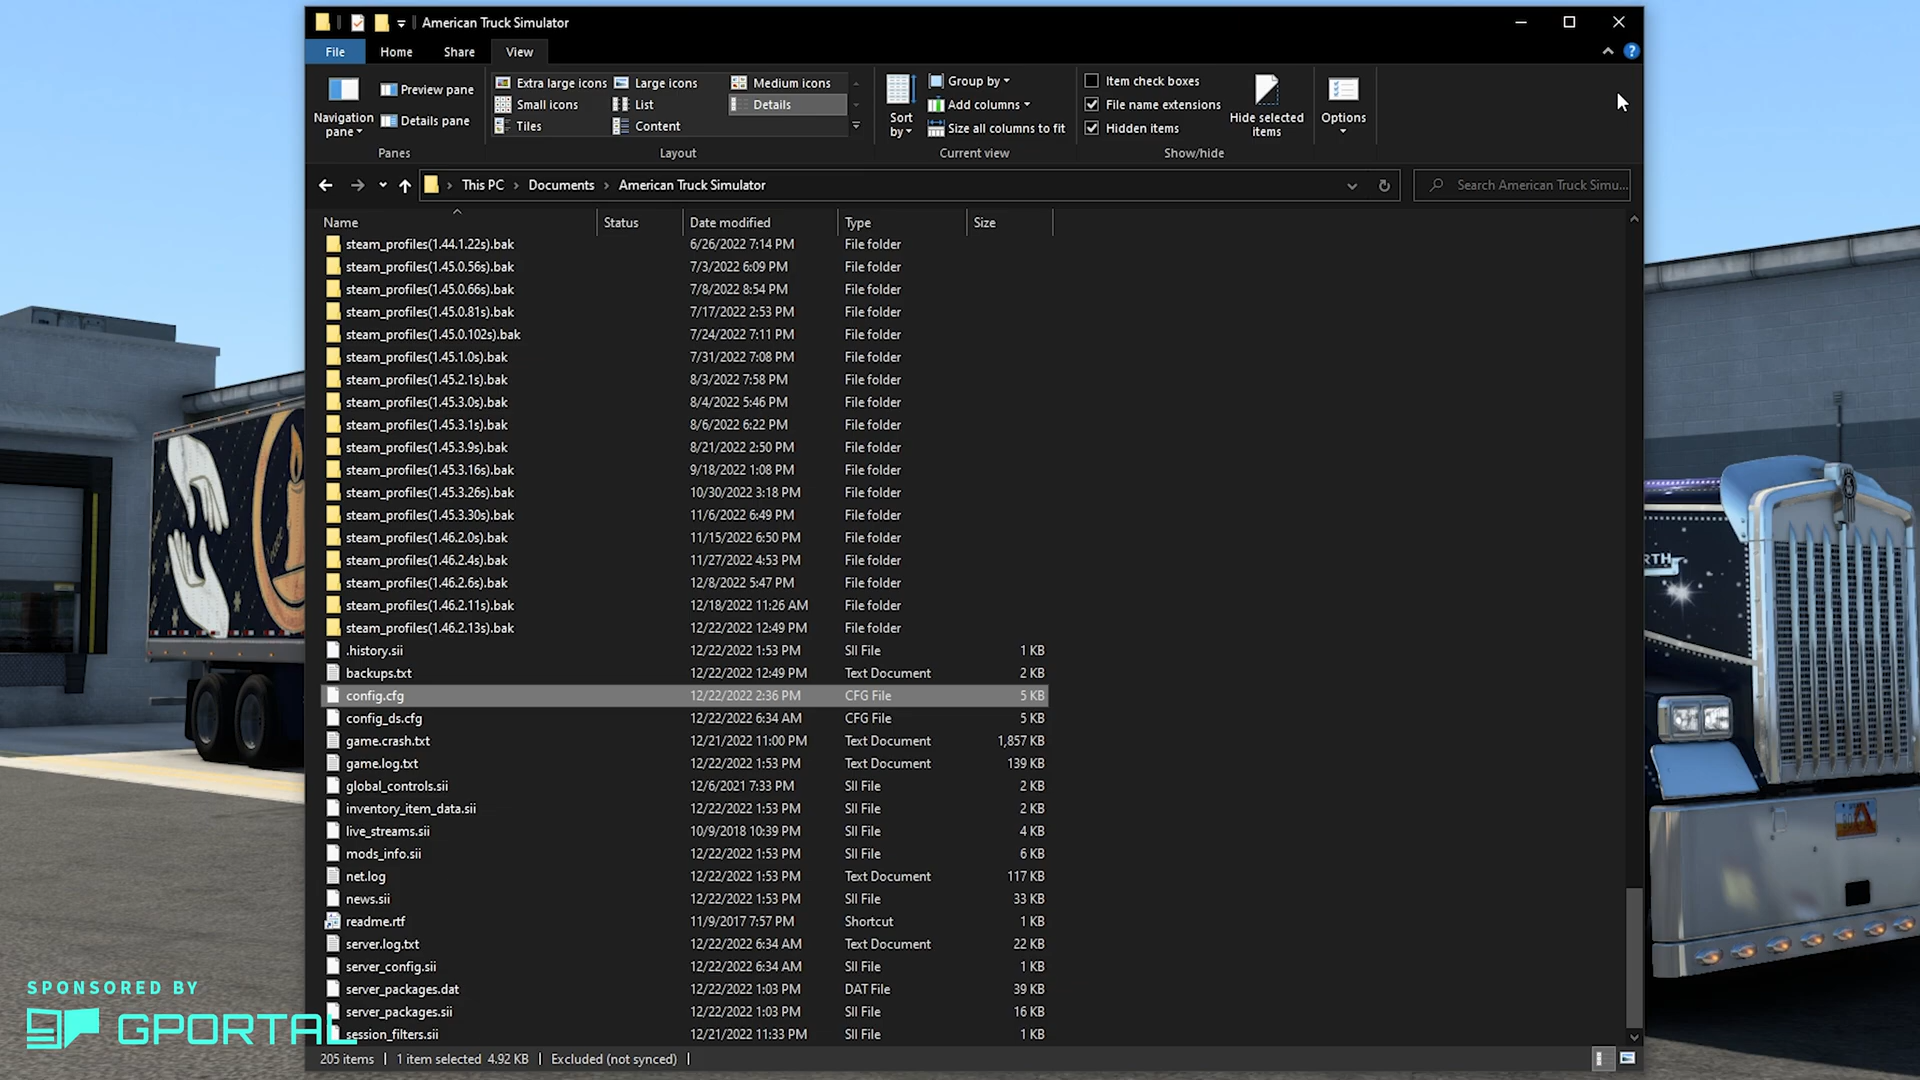 American Truck Simulator
File Home Share View
Navigation pane
Preview pane
Details pane
Panes
Extra large icons Large icons Medium icons
Small icons List Details
Tiles Content
Layout
Sort by
Group by
Add columns
Size all columns to fit
Current view
Item check boxes
File name extensions
Hidden items
Hide selected items
Show/hide
Options
This PC > Documents > American Truck Simulator
Search American Truck Simu...
Name Status Date modified Type Size
steam_profiles(1.44.1.22s).bak 6/26/2022 7:14 PM File folder
steam_profiles(1.45.0.56s).bak 7/3/2022 6:09 PM File folder
steam_profiles(1.45.0.66s).bak 7/8/2022 8:54 PM File folder
steam_profiles(1.45.0.81s).bak 7/17/2022 2:53 PM File folder
steam_profiles(1.45.0.102s).bak 7/24/2022 7:11 PM File folder
steam_profiles(1.45.1.0s).bak 7/31/2022 7:08 PM File folder
steam_profiles(1.45.2.1s).bak 8/3/2022 7:58 PM File folder
steam_profiles(1.45.3.0s).bak 8/4/2022 5:46 PM File folder
steam_profiles(1.45.3.1s).bak 8/6/2022 6:22 PM File folder
steam_profiles(1.45.3.9s).bak 8/21/2022 2:50 PM File folder
steam_profiles(1.45.3.16s).bak 9/18/2022 1:08 PM File folder
steam_profiles(1.45.3.26s).bak 10/30/2022 3:18 PM File folder
steam_profiles(1.45.3.30s).bak 11/6/2022 6:49 PM File folder
steam_profiles(1.46.2.0s).bak 11/15/2022 6:50 PM File folder
steam_profiles(1.46.2.4s).bak 11/27/2022 4:53 PM File folder
steam_profiles(1.46.2.6s).bak 12/8/2022 5:47 PM File folder
steam_profiles(1.46.2.11s).bak 12/18/2022 11:26 AM File folder
steam_profiles(1.46.2.13s).bak 12/22/2022 12:49 PM File folder
.history.sii 12/22/2022 1:53 PM SII File 1 KB
backups.txt 12/22/2022 12:49 PM Text Document 2 KB
config.cfg 12/22/2022 2:36 PM CFG File 5 KB
config_ds.cfg 12/22/2022 6:34 AM CFG File 5 KB
game.crash.txt 12/21/2022 11:00 PM Text Document 1,857 KB
game.log.txt 12/22/2022 1:53 PM Text Document 139 KB
global_controls.sii 12/6/2021 7:33 PM SII File 2 KB
inventory_item_data.sii 12/22/2022 1:53 PM SII File 2 KB
live_streams.sii 10/9/2018 10:39 PM SII File 4 KB
mods_info.sii 12/22/2022 1:53 PM SII File 6 KB
net.log 12/22/2022 1:53 PM Text Document 117 KB
news.sii 12/22/2022 1:53 PM SII File 33 KB
readme.rtf 11/9/2017 7:57 PM Shortcut 1 KB
server.log.txt 12/22/2022 6:34 AM Text Document 22 KB
server_config.sii 12/22/2022 6:34 AM SII File 1 KB
server_packages.dat 12/22/2022 1:03 PM DAT File 39 KB
server_packages.sii 12/22/2022 1:03 PM SII File 16 KB
session_filters.sii 12/21/2022 11:33 PM SII File 1 KB
205 items 1 item selected 4.92 KB Excluded (not synced)
SPONSORED BY
GPORTAL